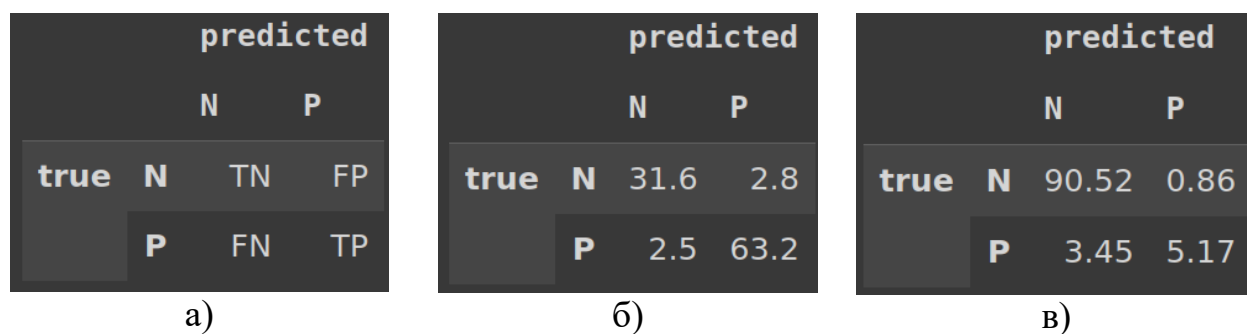 predicted predicted predicted
N P N P N P
true N TN FP true N 31.6 2.8 true N 90.52 0.86
P FN TP P 2.5 63.2 P 3.45 5.17
а) б) в)